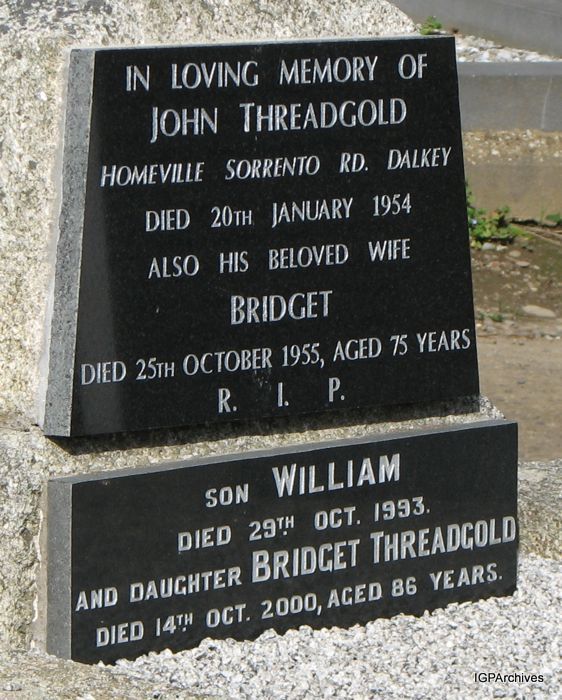 IN LOVING MEMORY OF
JOHN THREADGOLD
HOMEVILLE SORRENTO RD. DALKEY
DIED 20TH JANUARY 1954
ALSO HIS BELOVED WIFE
BRIDGET
DIED 25TH OCTOBER 1955, AGED 75 YEARS
R. I. P.
SON WILLIAM
DIED 29TH OCT. 1993.
AND DAUGHTER BRIDGET THREADGOLD
DIED 14TH OCT. 2000, AGED 86 YEARS.
IGPArchives